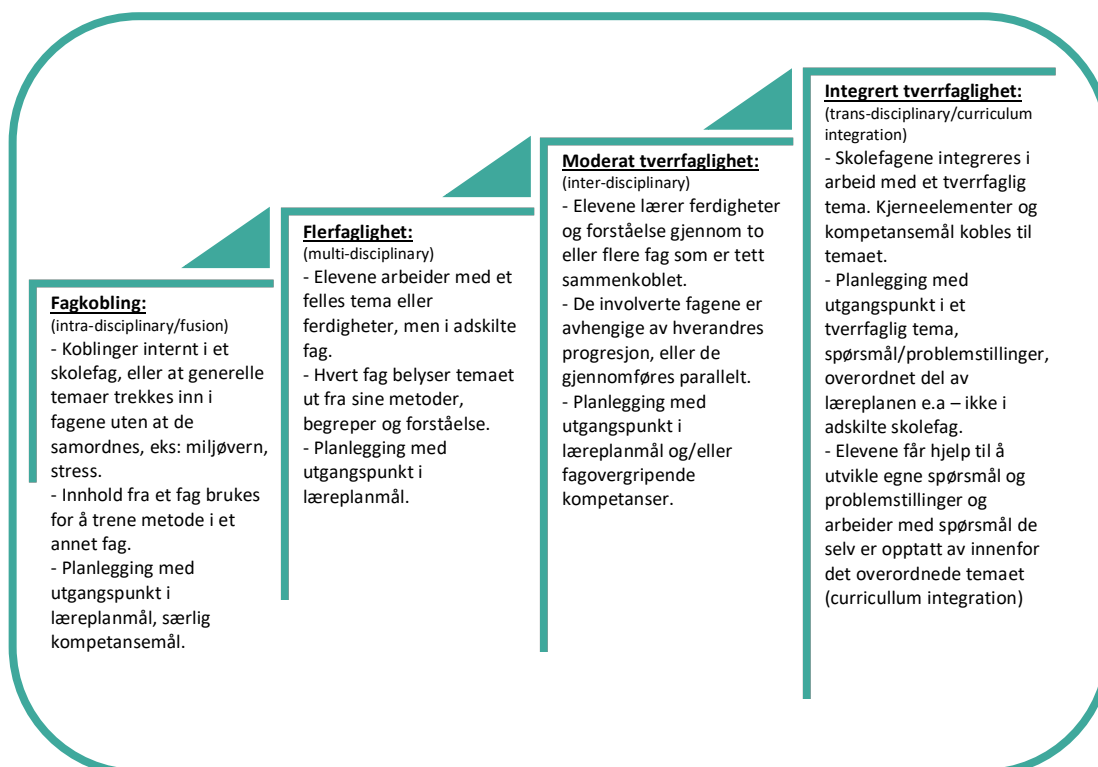 Fagkobling:
(intra-disciplinary/fusion)
- Koblinger internt i et
skolefag, eller at generelle
temaer trekkes inn i
fagene uten at de
samordnes, eks: miljøvern,
stress.
- Innhold fra et fag brukes
for å trene metode i et
annet fag.
- Planlegging med
utgangspunkt i
læreplanmål, særlig
kompetansemål.
Flerfaglighet:
(multi-disciplinary)
- Elevene arbeider med et
felles tema eller
ferdigheter, men i adskilte
fag.
- Hvert fag belyser temaet
ut fra sine metoder,
begreper og forståelse.
- Planlegging med
utgangspunkt i
læreplanmål.
Moderat tverrfaglighet:
(inter-disciplinary)
- Elevene lærer ferdigheter
og forståelse gjennom to
eller flere fag som er tett
sammenkoblet.
- De involverte fagene er
avhengige av hverandres
progresjon, eller de
gjennomføres parallelt.
- Planlegging med
utgangspunkt i
læreplanmål og/eller
fagovergripende
kompetanser.
Integrert tverrfaglighet:
(trans-disciplinary/curriculum
integration)
- Skolefagene integreres i
arbeid med et tverrfaglig
tema. Kjerneelementer og
kompetansemål kobles til
temaet.
- Planlegging med
utgangspunkt i et
tverrfaglig tema,
spørsmål/problemstillinger,
overordnet del av
læreplanen e.a – ikke i
adskilte skolefag.
- Elevene får hjelp til å
utvikle egne spørsmål og
problemstillinger og
arbeider med spørsmål de
selv er opptatt av innenfor
det overordnede temaet
(curricullum integration)